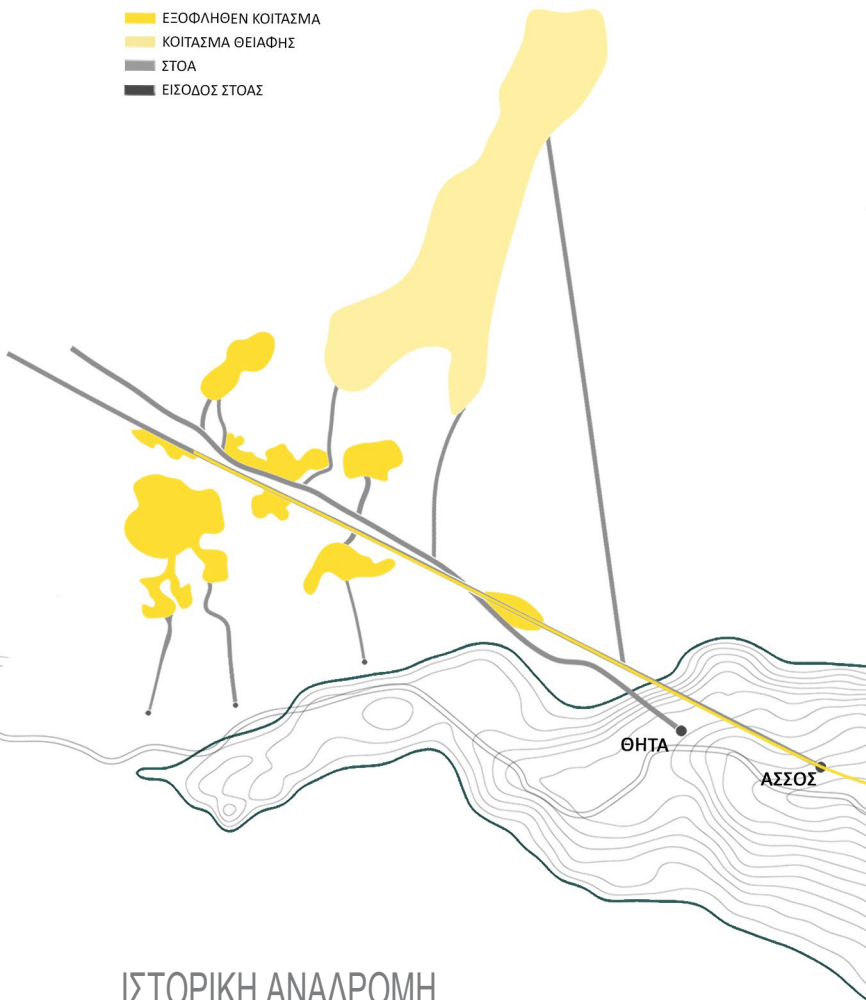 ΕΞΟΦΛΗΘΕΝ ΚΟΙΤΑΣΜΑ
ΚΟΙΤΑΣΜΑ ΘΕΙΑΦΗΣ
ΣΤΟΑ
ΕΙΣΟΔΟΣ ΣΤΟΑΣ
ΘΗΤΑ
ΑΣΣΟΣ
ΙΣΤΟΡΙΚΗ ΑΝΑΔΡΟΜΗ